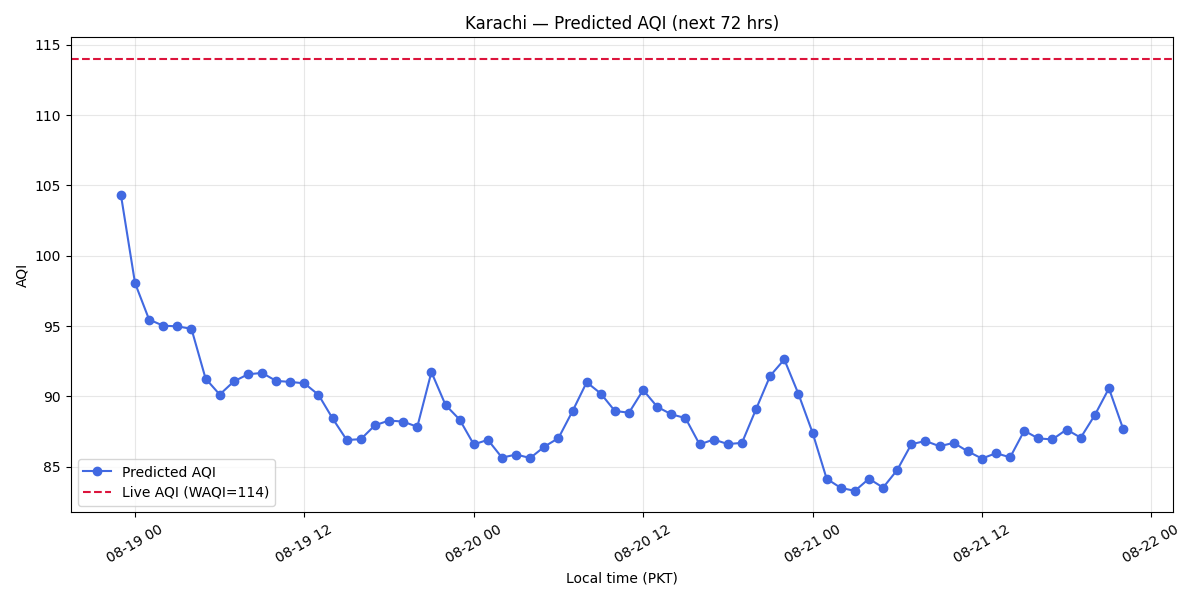 Karachi — Predicted AQI (next 72 hrs)
115
110
105
100
95
90
85
AQI
Predicted AQI
Live AQI (WAQI=114)
08-19 00
08-19 12
08-20 00
08-20 12
08-21 00
08-21 12
08-22 00
Local time (PKT)